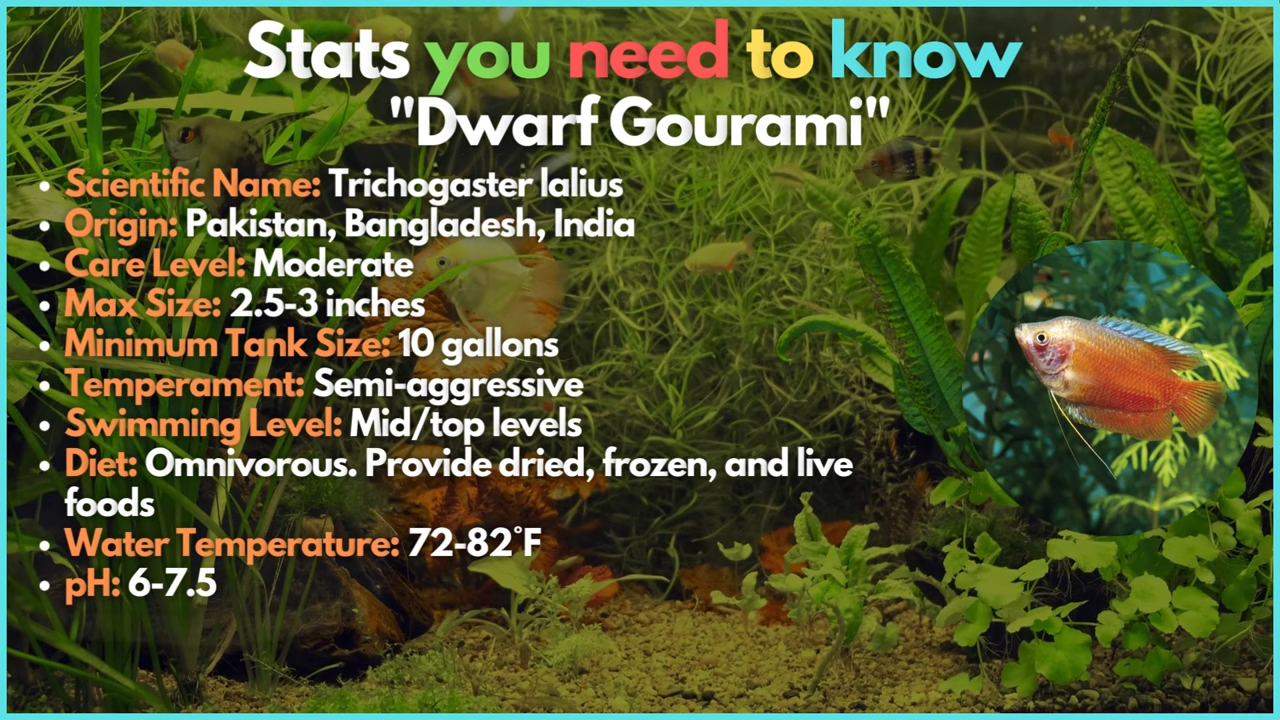 Stats you need to know
"Dwarf Gourami"
• Scientific Name: Trichogaster lalius
• Origin: Pakistan, Bangladesh, India
• Care Level: Moderate
• Max Size: 2.5-3 inches
• Minimum Tank Size: 10 gallons
• Temperament: Semi-aggressive
• Swimming Level: Mid/top levels
• Diet: Omnivorous. Provide dried, frozen, and live
foods
• Water Temperature: 72-82°F
• pH: 6-7.5